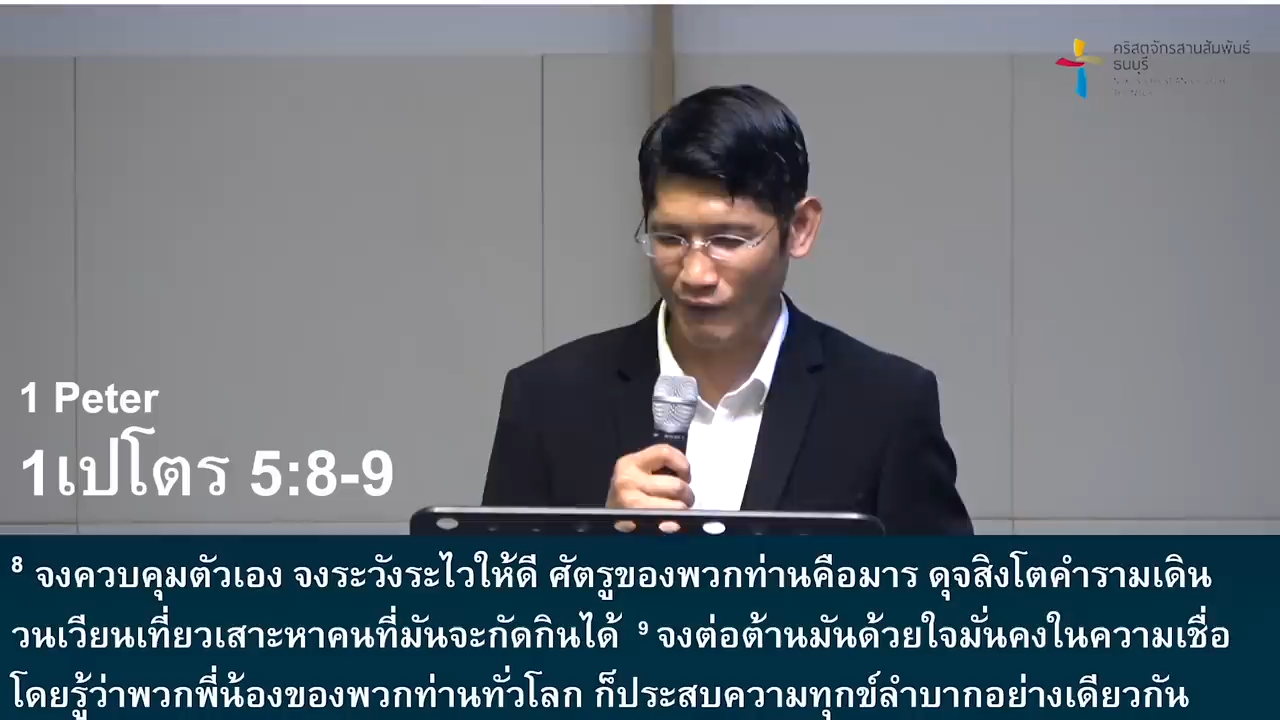 คริสตจักรสานสัมพันธ์
ธนบุรี
1 Peter
1เปโตร 5:8-9
8 จงควบคุมตัวเอง จงระวังระไวให้ดี ศัตรูของพวกท่านคือมาร ดุจสิงโตคำรามเดิน
วนเวียนเที่ยวเสาะหาคนที่มันจะกัดกินได้ 9 จงต่อต้านมันด้วยใจมั่นคงในความเชื่อ
โดยรู้ว่าพวกพี่น้องของพวกท่านทั่วโลก ก็ประสบความทุกข์ลำบากอย่างเดียวกัน